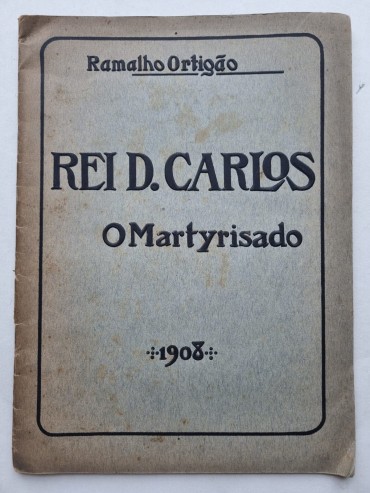 Ramalho Ortigão
REI D. CARLOS
O Martyrisado
1908